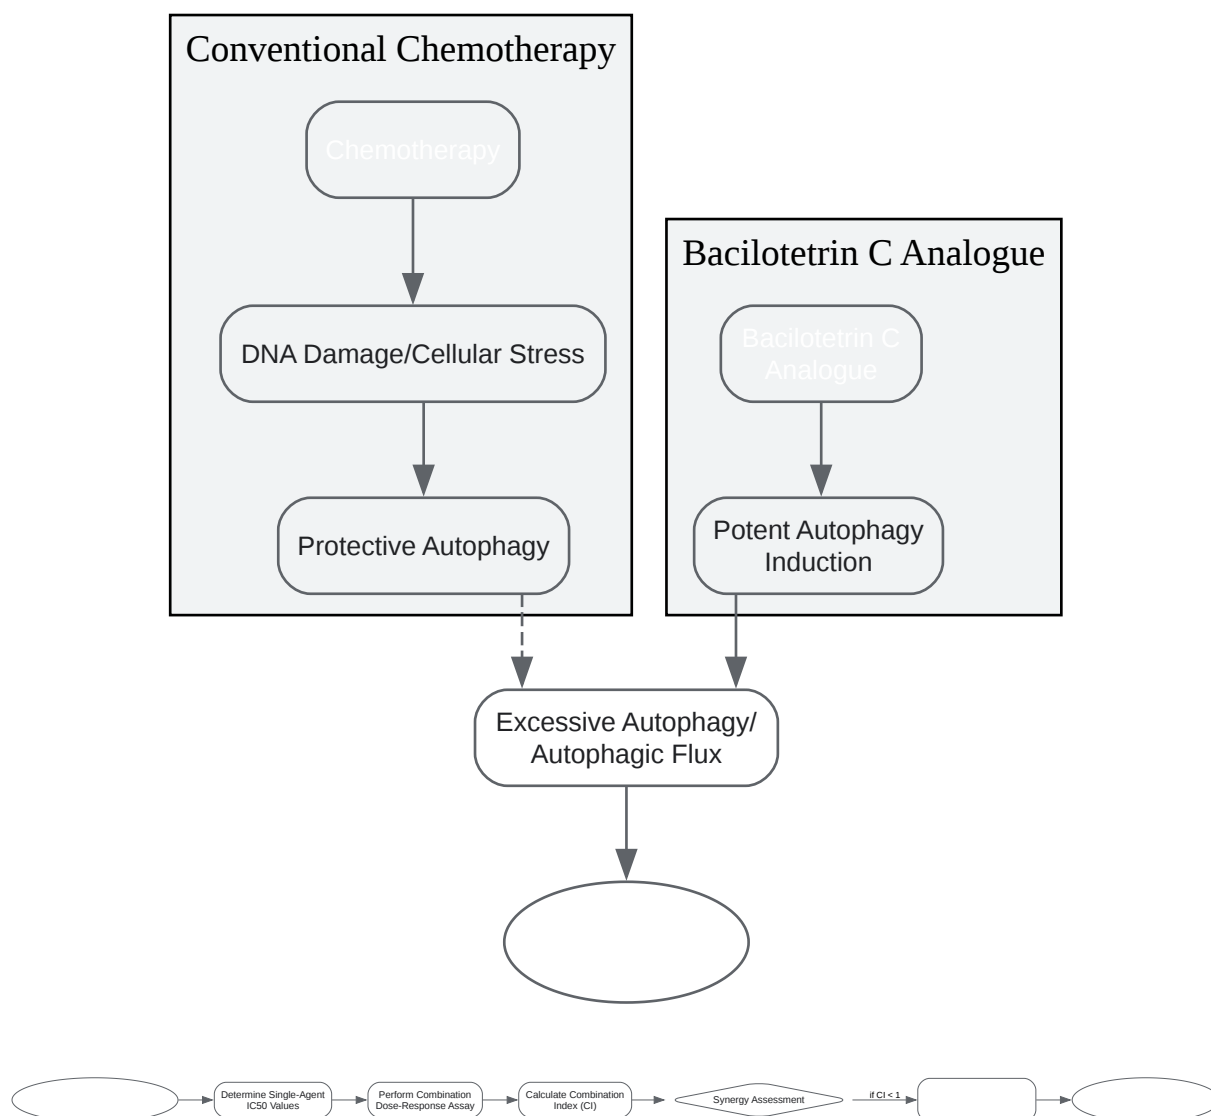 Conventional Chemotherapy
Chemotherapy
DNA Damage/Cellular Stress
Protective Autophagy
Bacilotetrin C Analogue
Bacilotetrin C
Analogue
Potent Autophagy
Induction
Excessive Autophagy/
Autophagic Flux
Determine Single-Agent
IC50 Values
Perform Combination
Dose-Response Assay
Calculate Combination
Index (CI)
Synergy Assessment
if CI < 1